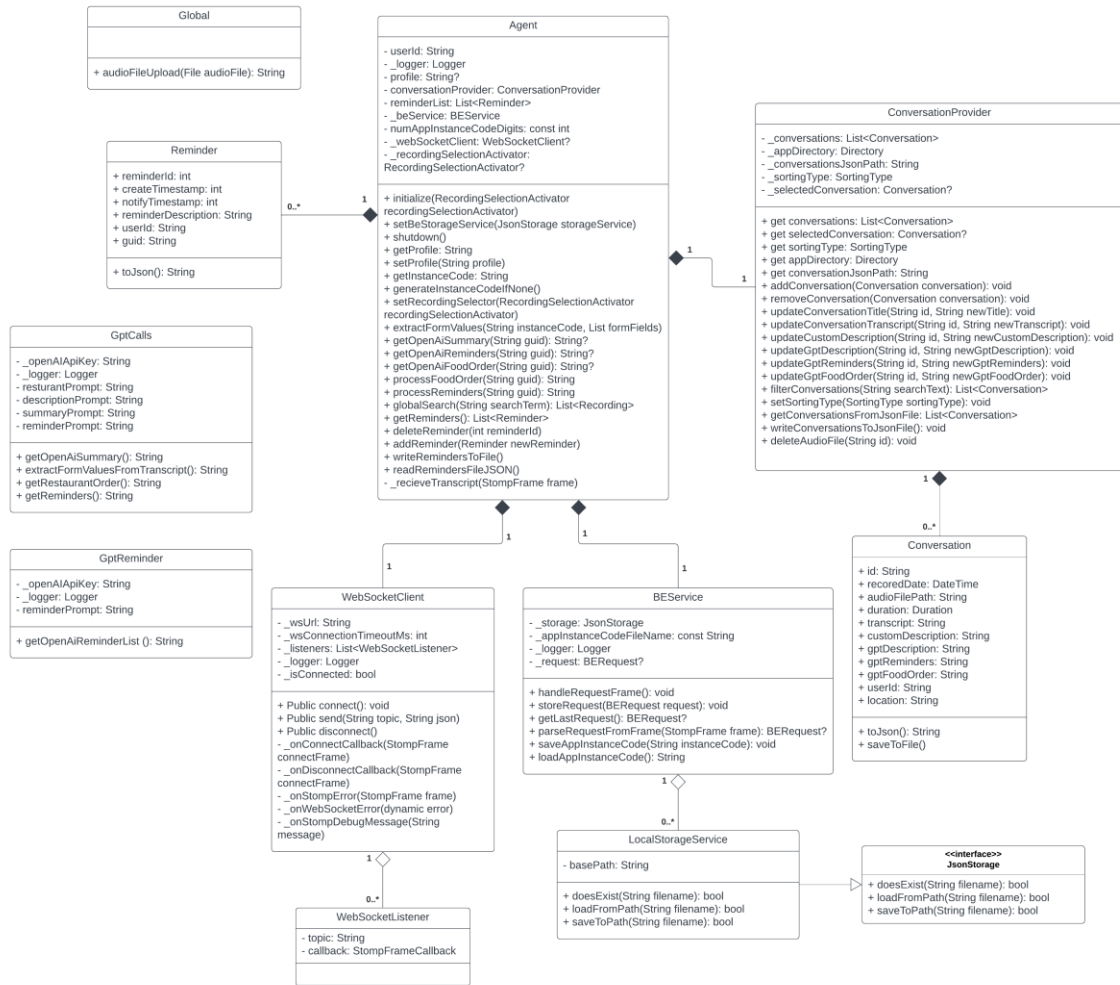 Global
+ audioFileUpload(File audioFile): String
Agent
- userId: String
- _logger: Logger
- profile: String?
- conversationProvider: ConversationProvider
- reminderList: List<Reminder>
- _beService: BEService
- numAppInstanceCodeDigits: const int
- _webSocketClient: WebSocketClient?
- _recordingSelectionActivator:
RecordingSelectionActivator?
+ initialize(RecordingSelectionActivator
recordingSelectionActivator)
+ setBeStorageService(JsonStorage storageService)
+ shutdown()
+ getProfile: String
+ setProfile(String profile)
+ getInstanceCode: String
+ generateInstanceCodeIfNone()
+ setRecordingSelector(RecordingSelectionActivator
recordingSelectionActivator)
+ extractFormValues(String instanceCode, List formFields)
+ getOpenAiSummary(String guid): String?
+ getOpenAiReminders(String guid): String?
+ getOpenAiFoodOrder(String guid): String?
+ processFoodOrder(String guid): String
+ processReminders(String guid): String
+ globalSearch(String searchTerm): List<Recording>
+ getReminders(): List<Reminder>
+ deleteReminder(int reminderId)
+ addReminder(Reminder newReminder)
+ writeRemindersToFile()
+ readRemindersFileJSON()
- _recieveTranscript(StompFrame frame)
ConversationProvider
- _conversations: List<Conversation>
- _appDirectory: Directory
- _conversationsJsonPath: String
- _sortingType: SortingType
- _selectedConversation: Conversation?
+ get conversations: List<Conversation>
+ get selectedConversation: Conversation?
+ get sortingType: SortingType
+ get appDirectory: Directory
+ get conversationJsonPath: String
+ addConversation(Conversation conversation): void
+ removeConversation(Conversation conversation): void
+ updateConversationTitle(String id, String newTitle): void
+ updateConversationTranscript(String id, String newTranscript): void
+ updateCustomDescription(String id, String newCustomDescription): void
+ updateGptDescription(String id, String newGptDescription): void
+ updateGptReminders(String id, String newGptReminders): void
+ updateGptFoodOrder(String id, String newGptFoodOrder): void
+ filterConversations(String searchText): List<Conversation>
+ setSortingType(SortingType sortingType): void
+ getConversationsFromJsonFile: List<Conversation>
+ writeConversationsToJsonFile(): void
+ deleteAudioFile(String id): void
Reminder
+ reminderId: int
+ createTimestamp: int
+ notifyTimestamp: int
+ reminderDescription: String
+ userId: String
+ guid: String
+ toJson(): String
0..*
1
1
1
GptCalls
- _openAIApiKey: String
- _logger: Logger
- resturantPrompt: String
- descriptionPrompt: String
- summaryPrompt: String
- reminderPrompt: String
+ getOpenAiSummary(): String
+ extractFormValuesFromTranscript(): String
+ getRestaurantOrder(): String
+ getReminders(): String
GptReminder
- _openAIApiKey: String
- _logger: Logger
- reminderPrompt: String
+ getOpenAiReminderList (): String
1
1
1
1
WebSocketClient
- _wsUrl: String
- _wsConnectionTimeoutMs: int
- _listeners: List<WebSocketListener>
- _logger: Logger
- _isConnected: bool
+ Public connect(): void
+ Public send(String topic, String json)
+ Public disconnect()
- _onConnectCallback(StompFrame
connectFrame)
- _onDisconnectCallback(StompFrame
connectFrame)
- _onStompError(StompFrame frame)
- _onWebSocketError(dynamic error)
- _onStompDebugMessage(String
message)
BEService
- _storage: JsonStorage
- _appInstanceCodeFileName: const String
- _logger: Logger
- _request: BERequest?
+ handleRequestFrame(): void
+ storeRequest(BERequest request): void
+ getLastRequest(): BERequest?
+ parseRequestFromFrame(StompFrame frame): BERequest?
+ saveAppInstanceCode(String instanceCode): void
+ loadAppInstanceCode(): String
1
0..*
Conversation
+ id: String
+ recoredDate: DateTime
+ audioFilePath: String
+ duration: Duration
+ transcript: String
+ customDescription: String
+ gptDescription: String
+ gptReminders: String
+ gptFoodOrder: String
+ userId: String
+ location: String
+ toJson(): String
+ saveToFile()
1
0..*
LocalStorageService
- basePath: String
+ doesExist(String filename): bool
+ loadFromPath(String filename): bool
+ saveToPath(String filename): bool
<<interface>>
JsonStorage
+ doesExist(String filename): bool
+ loadFromPath(String filename): bool
+ saveToPath(String filename): bool
1
0..*
WebSocketListener
- topic: String
- callback: StompFrameCallback